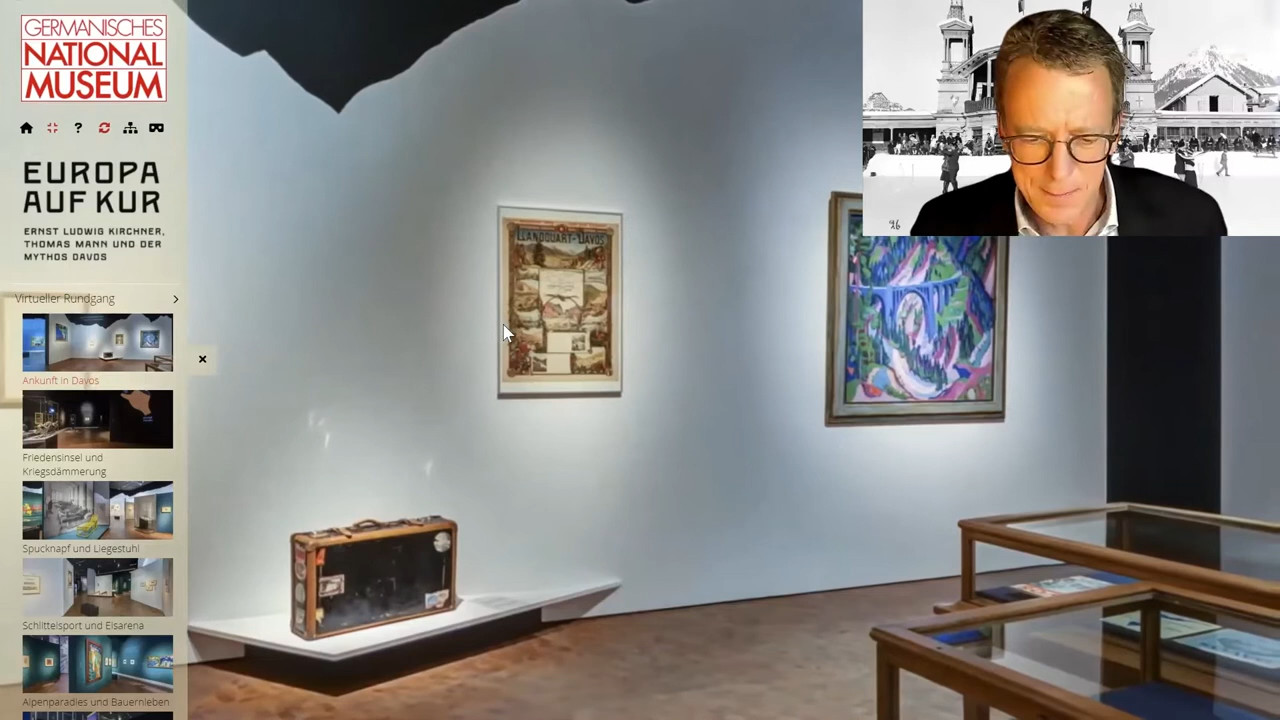 GERMANISCHES
NATIONAL
MUSEUM
?
EUROPA
AUF KUR
ERNST LUDWIG KIRCHNER,
THOMAS MANN UND DER
MYTHOS DAVOS
Virtueller Rundgang
Ankunft in Davos
Friedensinsel und
Kriegsdämmerung
Spucknapf und Liegestuhl
Schlittelsport und Eisarena
Alpenparadies und Bauernleben
LANDQUART-DAVOS